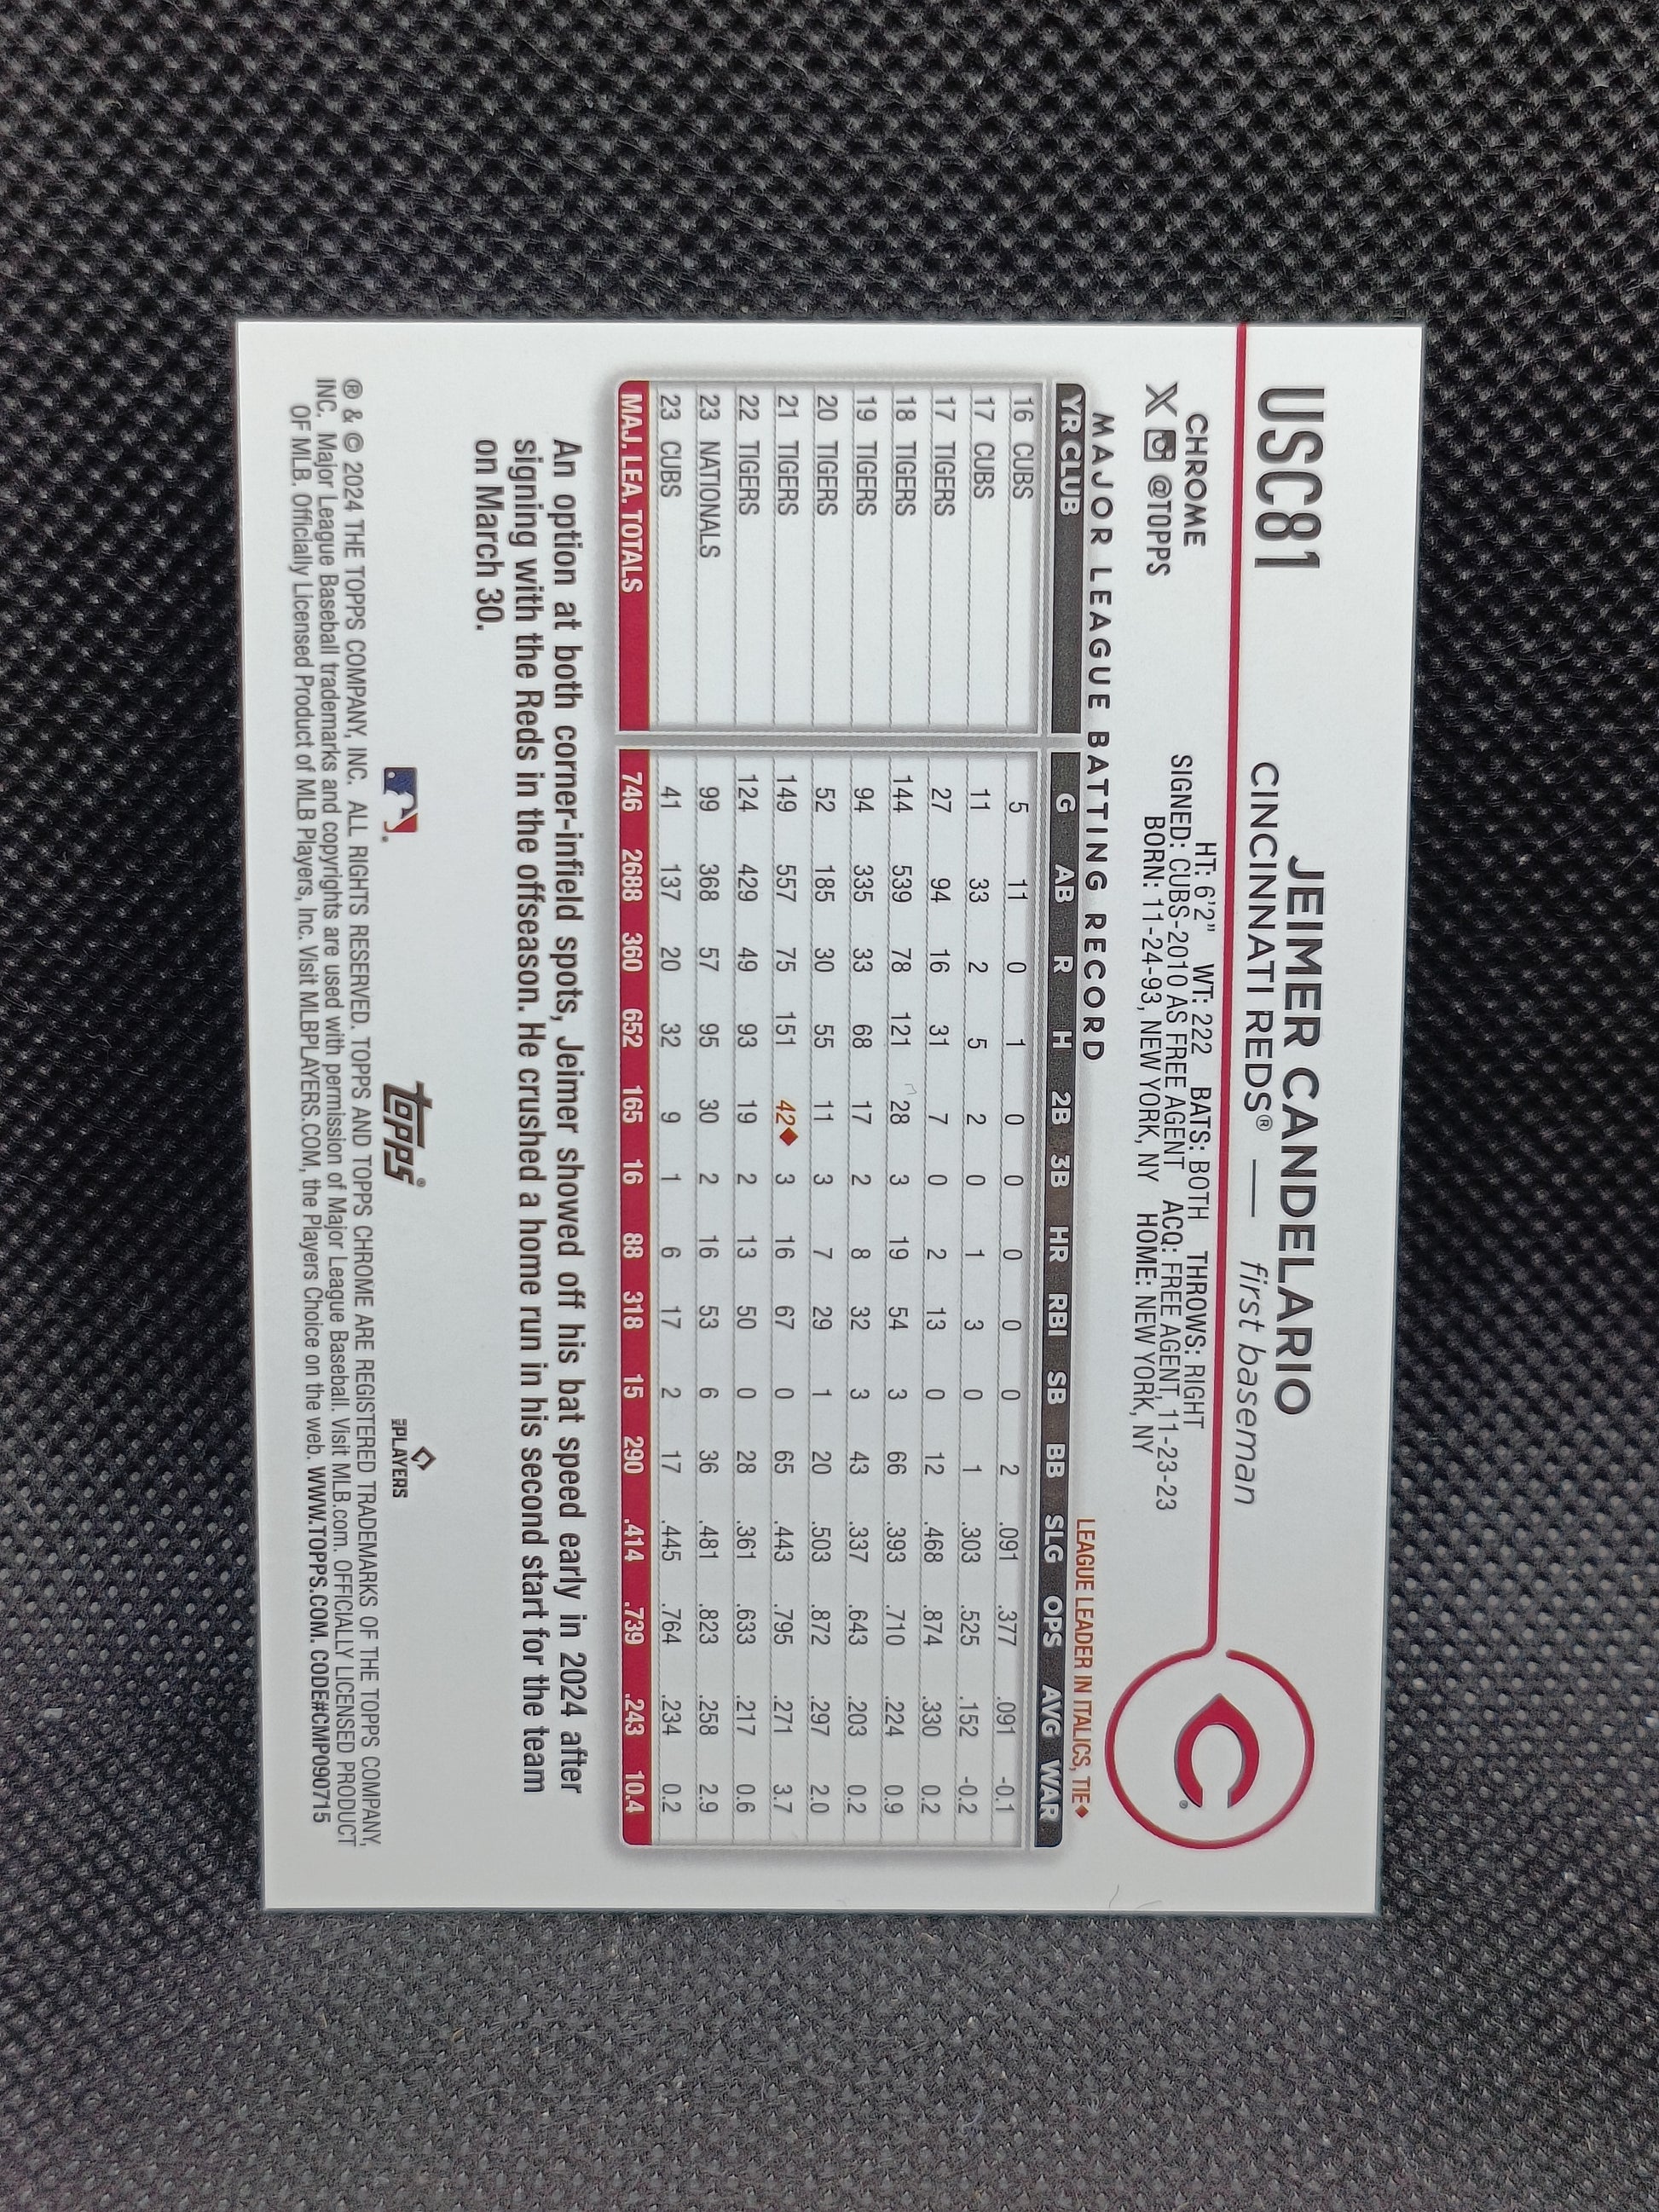 USC81
JEIMER CANDELARIO
CINCINNATI REDS® — first baseman
CHROME
X @TOPPS
HT: 6'2" WT: 222 BATS: BOTH THROWS: RIGHT
SIGNED: CUBS-2010 AS FREE AGENT ACQ: FREE AGENT, 11-23-23
BORN: 11-24-93, NEW YORK, NY HOME: NEW YORK, NY
C
MAJOR LEAGUE BATTING RECORD
LEAGUE LEADER IN ITALICS, TIE◆
YR CLUB G AB R H 2B 3B HR RBI SB BB SLG OPS AVG WAR
16 CUBS 5 11 0 1 0 0 0 0 0 2 .091 .377 .091 -0.1
17 CUBS 11 33 2 5 2 0 1 3 0 1 .303 .525 .152 -0.2
17 TIGERS 27 94 16 31 7 0 2 13 0 12 .468 .874 .330 0.2
18 TIGERS 144 539 78 121 28 3 19 54 3 66 .393 .710 .224 0.9
19 TIGERS 94 335 33 68 17 2 8 32 3 43 .337 .643 .203 0.2
20 TIGERS 52 185 30 55 11 3 7 29 1 20 .503 .872 .297 2.0
21 TIGERS 149 557 75 151 42◆ 3 16 67 0 65 .443 .795 .271 3.7
22 TIGERS 124 429 49 93 19 2 13 50 0 28 .361 .633 .217 0.6
23 NATIONALS 99 368 57 95 30 2 16 53 6 36 .481 .823 .258 2.9
23 CUBS 41 137 20 32 9 1 6 17 2 17 .445 .764 .234 0.2
MAJ. LEA. TOTALS 746 2688 360 652 165 16 88 318 15 290 .414 .739 .243 10.4
An option at both corner-infield spots, Jeimer showed off his bat speed early in 2024 after
signing with the Reds in the offseason. He crushed a home run in his second start for the team
on March 30.
topps®
PLAYERS
® & © 2024 THE TOPPS COMPANY, INC. ALL RIGHTS RESERVED. TOPPS AND TOPPS CHROME ARE REGISTERED TRADEMARKS OF THE TOPPS COMPANY,
INC. Major League Baseball trademarks and copyrights are used with permission of Major League Baseball. Visit MLB.com. OFFICIALLY LICENSED PRODUCT
OF MLB. Officially Licensed Product of MLB Players, Inc. Visit MLBPLAYERS.COM, the Players Choice on the web. WWW.TOPPS.COM. CODE#CMP090715